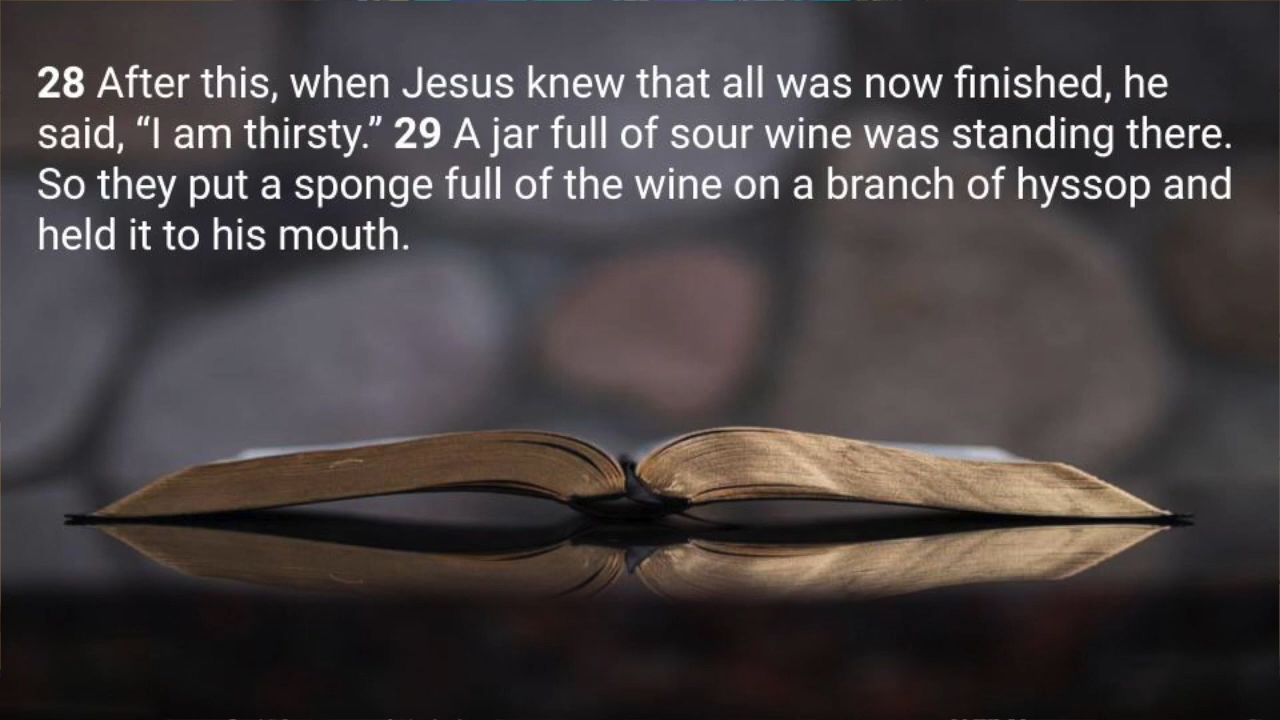 28 After this, when Jesus knew that all was now finished, he
said, “I am thirsty.” 29 A jar full of sour wine was standing there.
So they put a sponge full of the wine on a branch of hyssop and
held it to his mouth.